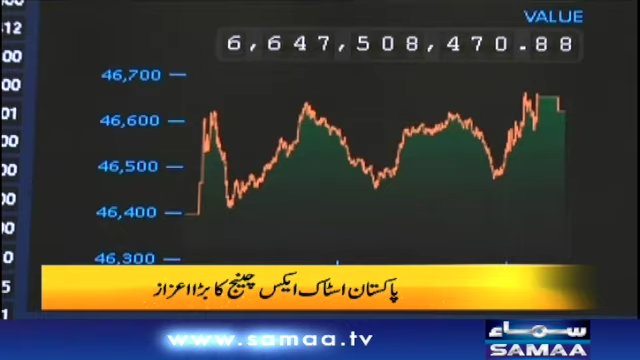 VALUE
6,647,508,470.88
46,700
46,600
46,500
46,400
46,300
پاکستان اسٹاک ایکس چینج کا بڑا اعزاز
www.samaa.tv
سماء
SAMAA